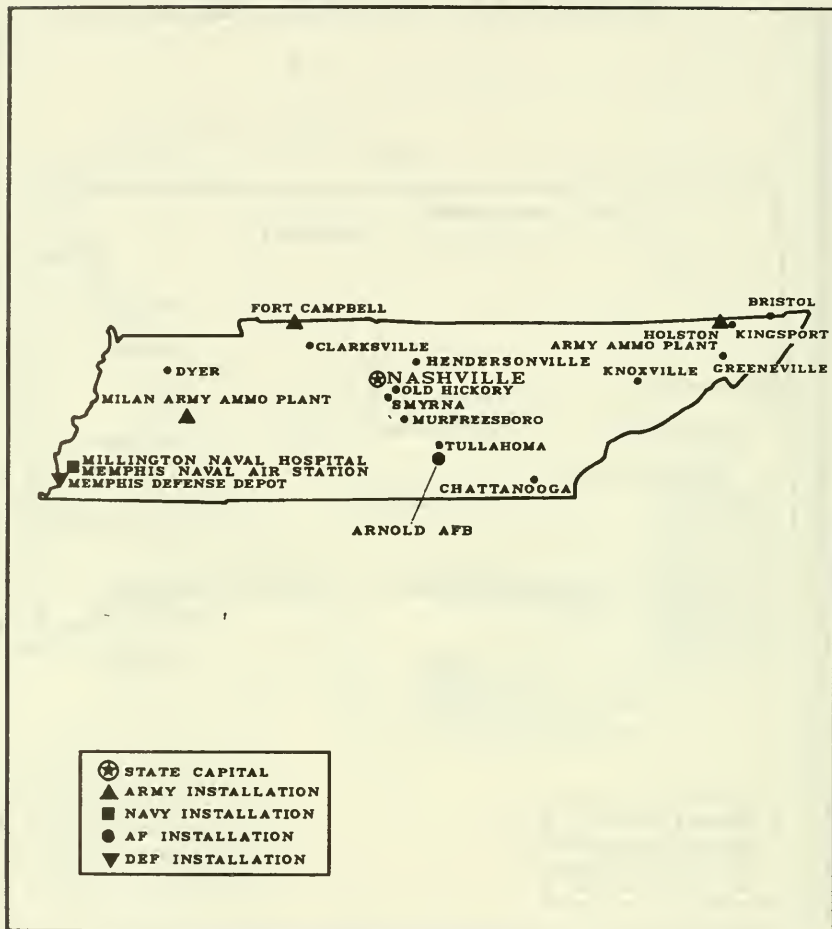 FORT CAMPBELL
BRISTOL
HOLSTON
KINGSPORT
ARMY AMMO PLANT
CLARKSVILLE
HENDERSONVILLE
GREENEVILLE
DYER
NASHVILLE
KNOXVILLE
OLD HICKORY
MILAN ARMY AMMO PLANT
SMYRNA
MURFREESBORO
TULLAHOMA
MILLINGTON NAVAL HOSPITAL
MEMPHIS NAVAL AIR STATION
MEMPHIS DEFENSE DEPOT
CHATTANOOGA
ARNOLD AFB
STATE CAPITAL
ARMY INSTALLATION
NAVY INSTALLATION
AF INSTALLATION
DEF INSTALLATION